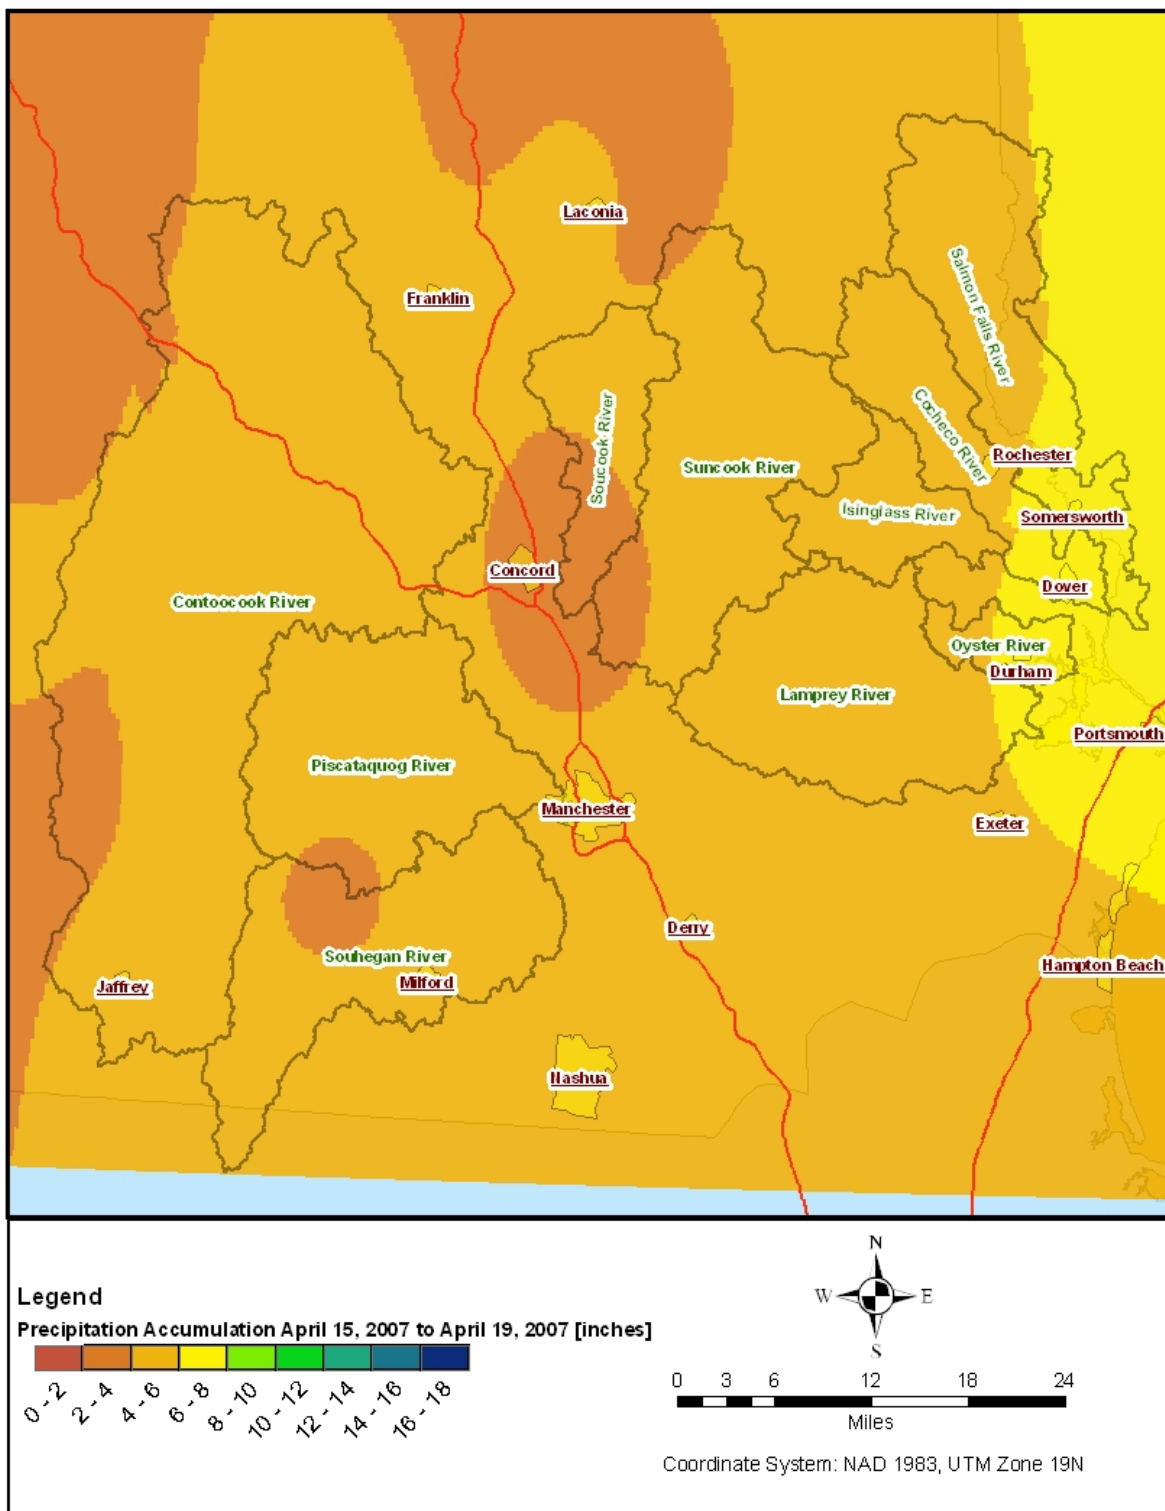 Laconia
Salmon Falls River
Franklin
Soucook River
Cocheco River
Rochester
Suncook River
Isinglass River
Somersworth
Concord
Dover
Contoocook River
Oyster River
Durham
Lamprey River
Portsmouth
Piscataquog River
Manchester
Exeter
Derry
Souhegan River
Hampton Beach
Milford
Jaffrey
Nashua
N
W E
S
Legend
Precipitation Accumulation April 15, 2007 to April 19, 2007 [inches]
0 - 2
2 - 4
4 - 6
6 - 8
8 - 10
10 - 12
12 - 14
14 - 16
16 - 18
0 3 6 12 18 24
Miles
Coordinate System: NAD 1983, UTM Zone 19N